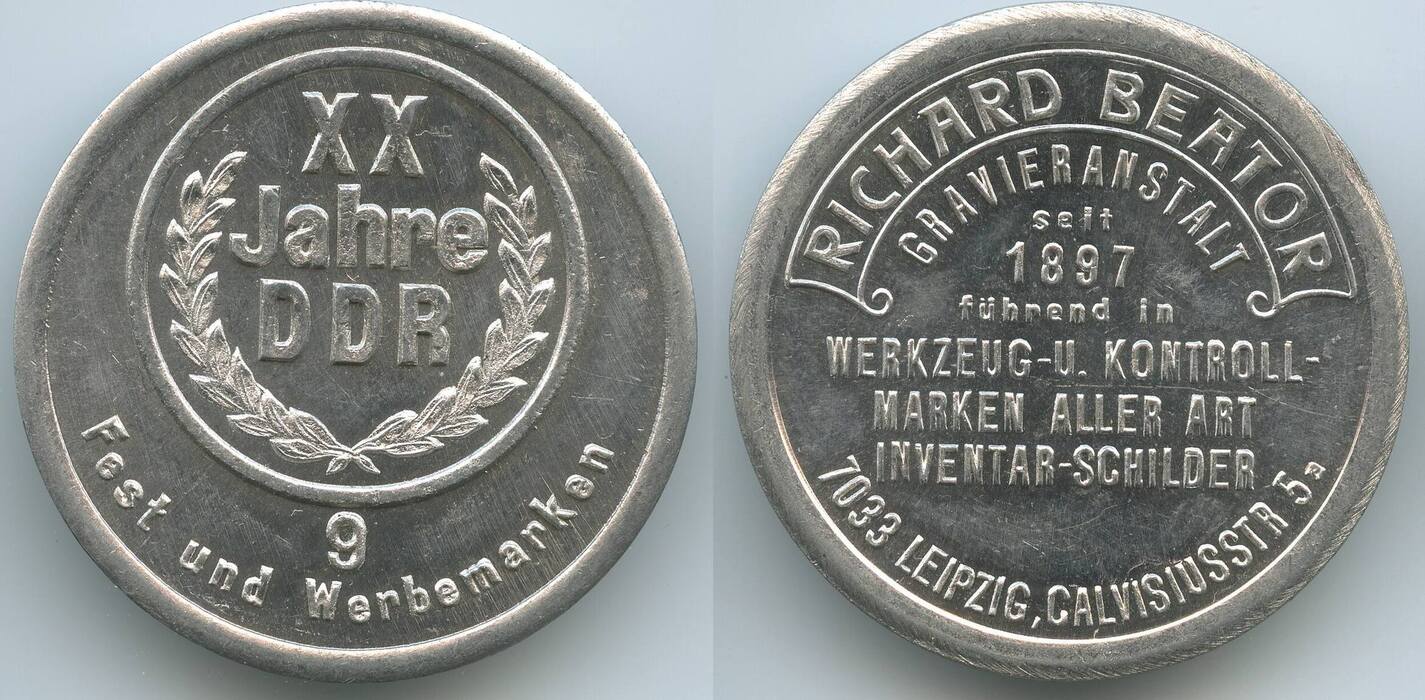 XX
Jahre
DDR
9
Fest und Werbemarken
RICHARD BEATOR
GRAVIERANSTALT
seit
1897
führend in
WERKZEUG-U. KONTROLL-
MARKEN ALLER ART
INVENTAR-SCHILDER
7033 LEIPZIG, CALVISIUSSTR 5a